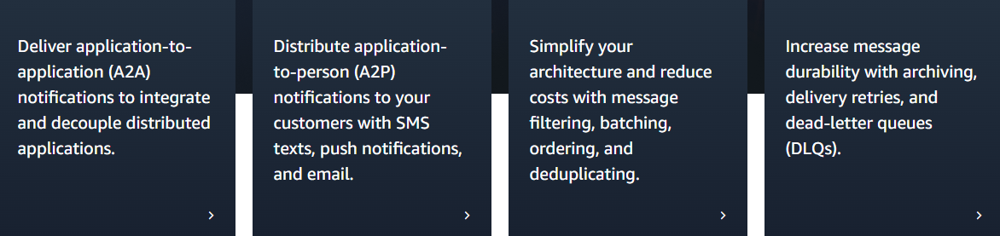 Deliver application-to-
application (A2A)
notifications to integrate
and decouple distributed
applications.
Distribute application-
to-person (A2P)
notifications to your
customers with SMS
texts, push notifications,
and email.
Simplify your
architecture and reduce
costs with message
filtering, batching,
ordering, and
deduplicating.
Increase message
durability with archiving,
delivery retries, and
dead-letter queues
(DLQs).